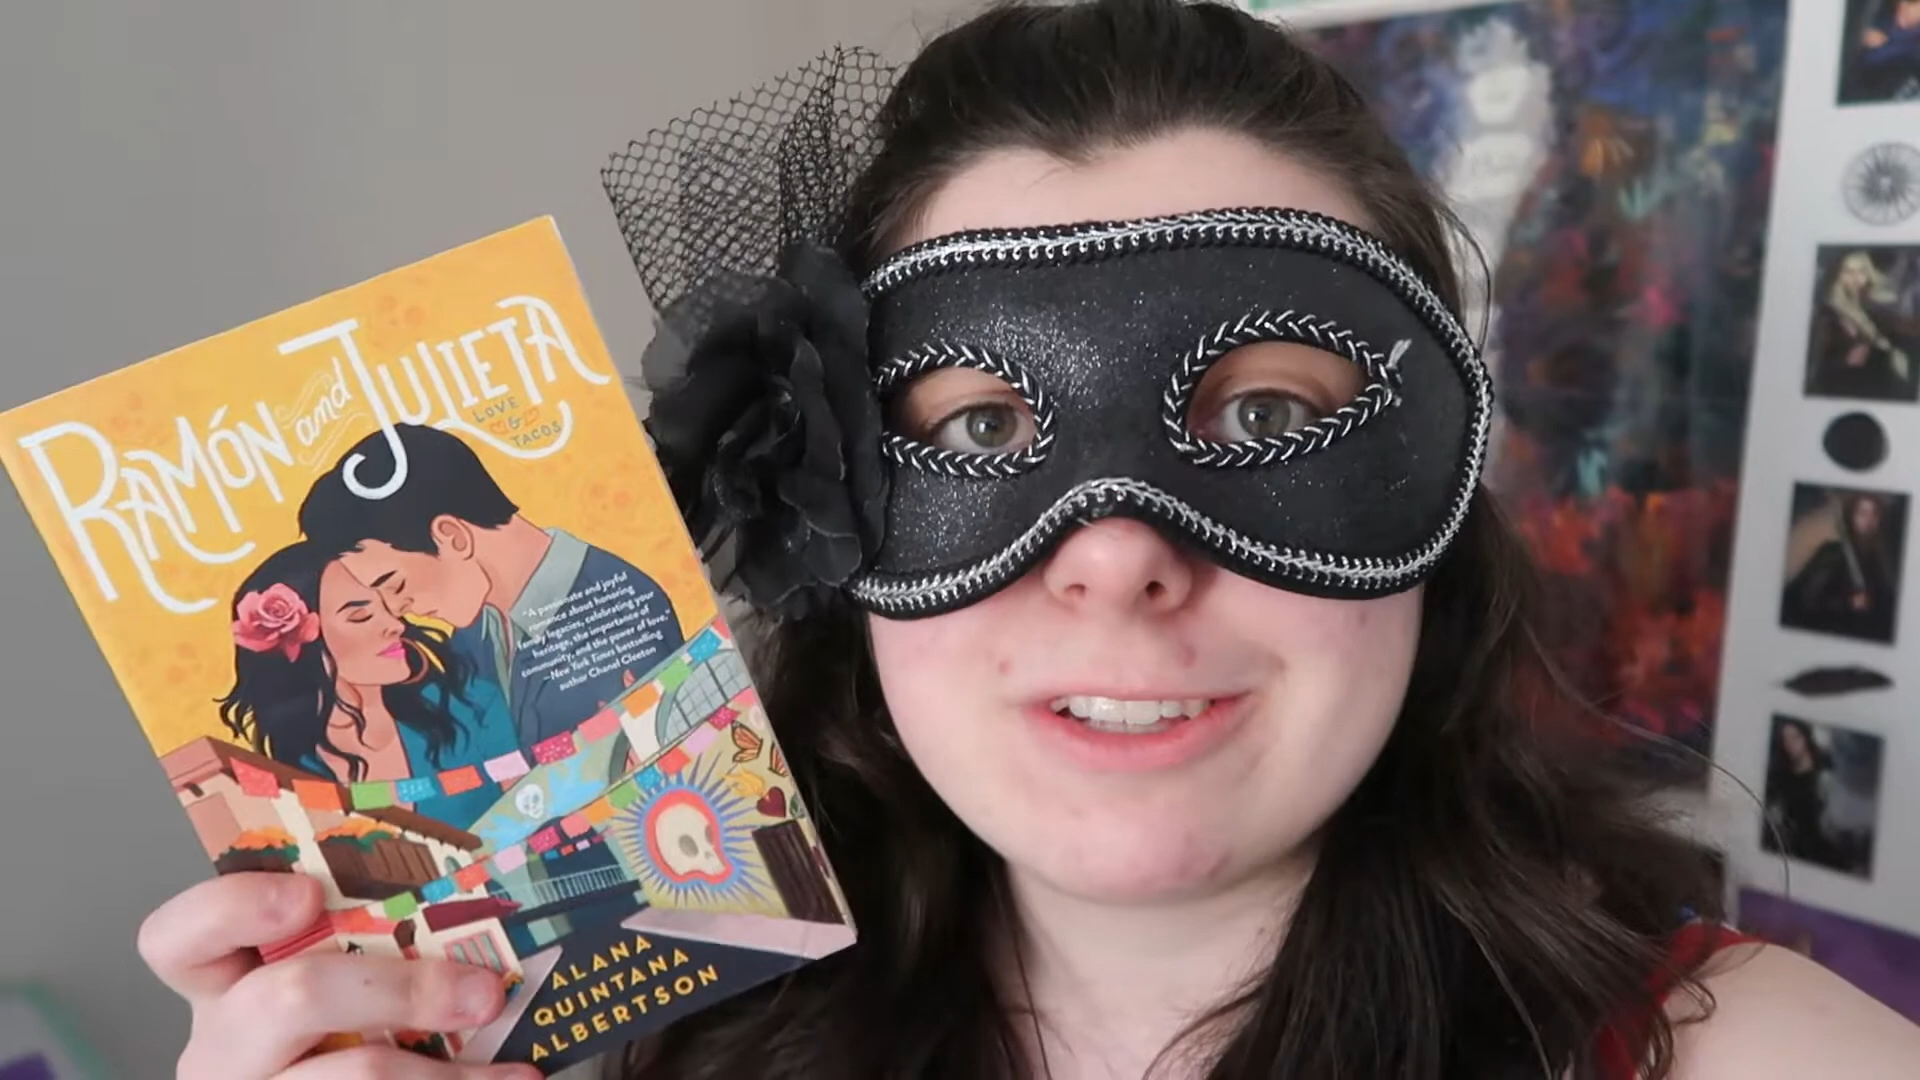 RAMÓN and JULIETA
LOVE
&
TACOS
"A passionate and joyful
romance about honoring
family legacies, celebrating your
heritage, the importance of
community, and the power of love."
—New York Times bestselling
author Chanel Cleeton
ALANA
QUINTANA
ALBERTSON